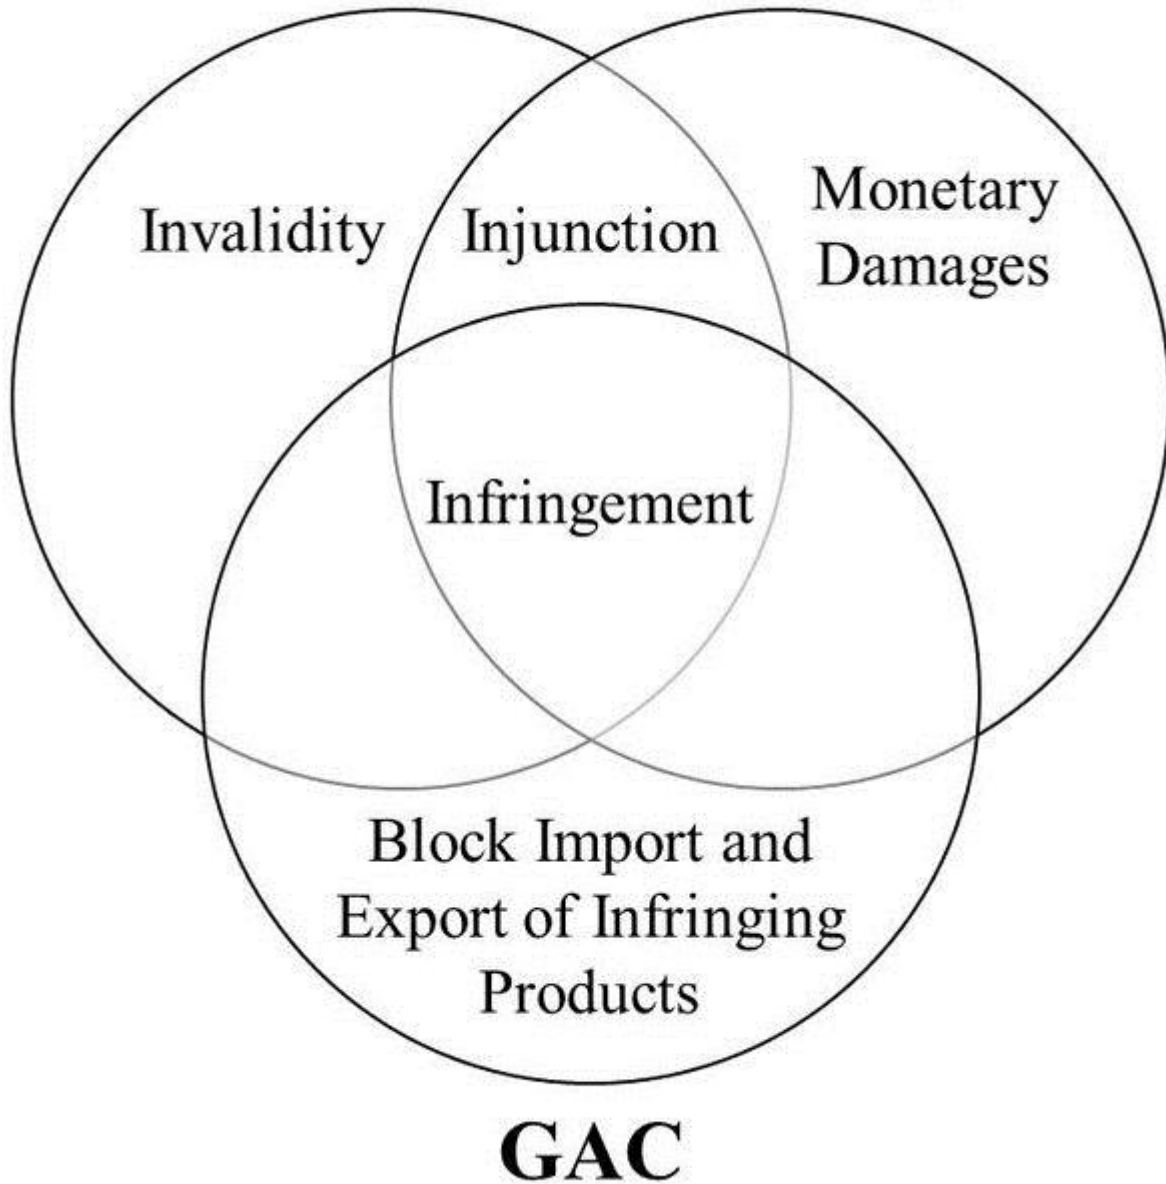 Invalidity
Injunction
Monetary
Damages
Infringement
Block Import and
Export of Infringing
Products
GAC